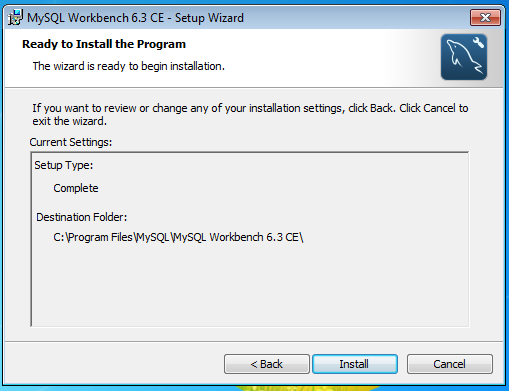 MySQL Workbench 6.3 CE - Setup Wizard
Ready to Install the Program
The wizard is ready to begin installation.
If you want to review or change any of your installation settings, click Back. Click Cancel to
exit the wizard.
Current Settings:
Setup Type:
Complete
Destination Folder:
C:\Program Files\MySQL\MySQL Workbench 6.3 CE\
< Back
Install
Cancel